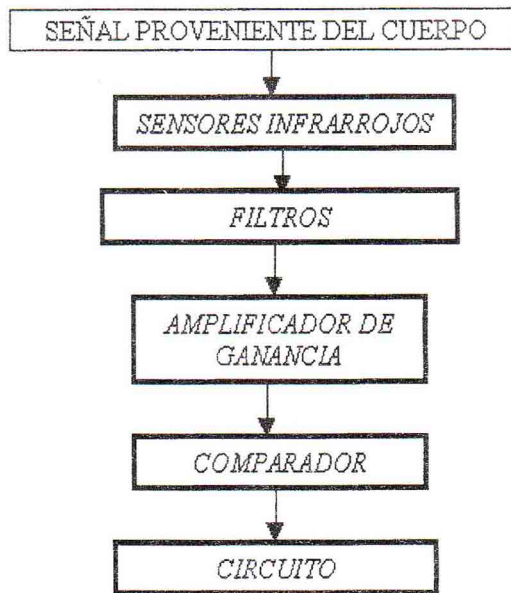 SEÑAL PROVENIENTE DEL CUERPO
SENSORES INFRARROJOS
FILTROS
AMPLIFICADOR DE
GANANCIA
COMPARADOR
CIRCUITO